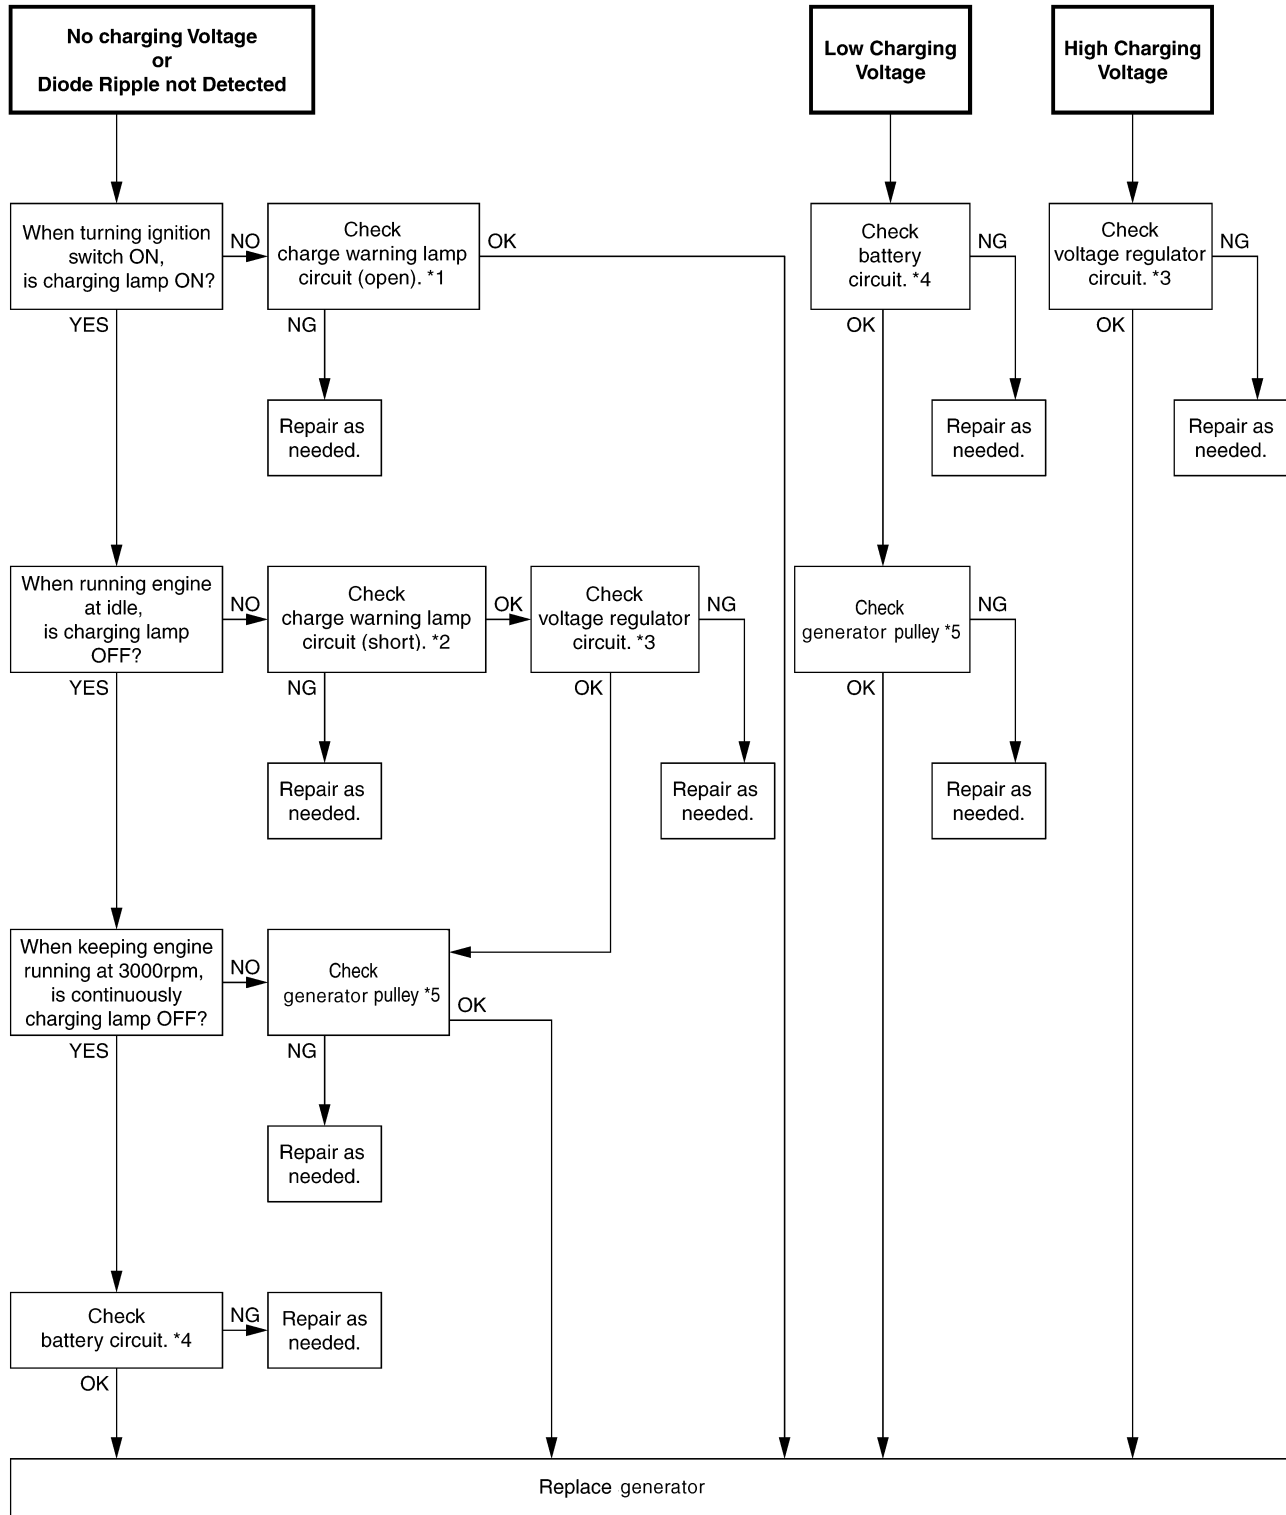 No charging Voltage
or
Diode Ripple not Detected
Low Charging
Voltage
High Charging
Voltage
When turning ignition
switch ON,
is charging lamp ON?
NO
YES
Check
charge warning lamp
circuit (open). *1
OK
NG
Repair as
needed.
Check
battery
circuit. *4
NG
OK
Repair as
needed.
Check
voltage regulator
circuit. *3
NG
OK
Repair as
needed.
When running engine
at idle,
is charging lamp
OFF?
NO
YES
Check
charge warning lamp
circuit (short). *2
OK
NG
Repair as
needed.
Check
voltage regulator
circuit. *3
NG
OK
Repair as
needed.
Check
generator pulley *5
NG
OK
Repair as
needed.
When keeping engine
running at 3000rpm,
is continuously
charging lamp OFF?
NO
YES
Check
generator pulley *5
OK
NG
Repair as
needed.
Check
battery circuit. *4
NG
OK
Repair as
needed.
Replace generator